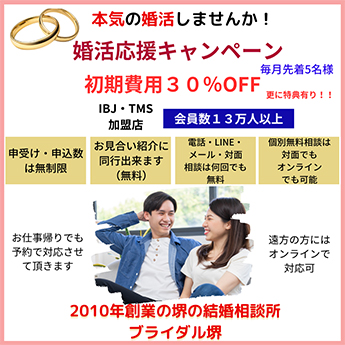 本気の婚活しませんか！
婚活応援キャンペーン
毎月先着5名様
初期費用３０％OFF
更に特典有り！！
IBJ・TMS
加盟店
会員数１３万人以上
申受け・申込数
は無制限
お見合い紹介に
同行出来ます
（無料）
電話・LINE・
メール・対面
相談は何回でも
無料
個別無料相談は
対面でも
オンライン
でも可能
お仕事帰りでも
予約で対応させ
て頂きます
遠方の方には
オンラインで
対応可
2010年創業の堺の結婚相談所
ブライダル堺